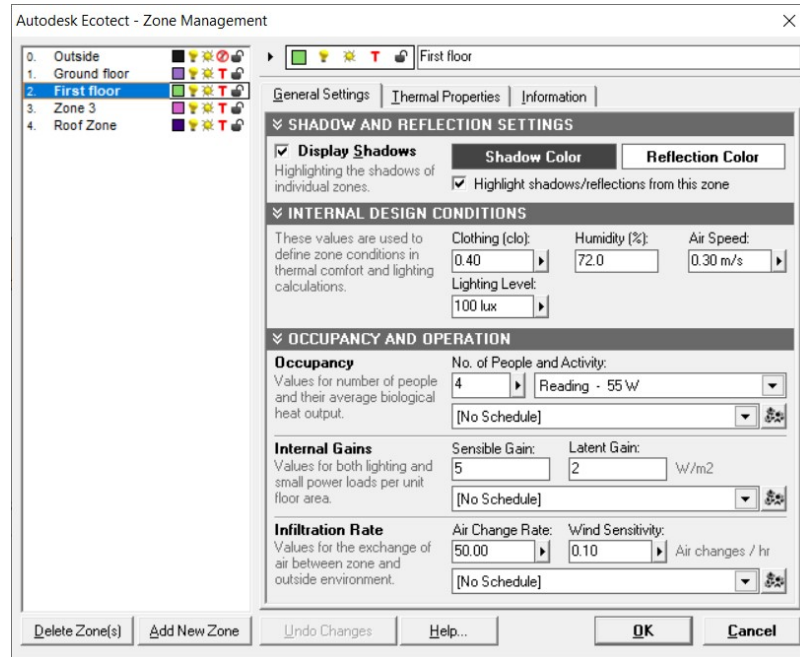 Autodesk Ecotect - Zone Management
0. Outside
1. Ground floor T
2. First floor T
3. Zone 3 T
4. Roof Zone T
T First floor
General Settings Thermal Properties Information
SHADOW AND REFLECTION SETTINGS
Display Shadows
Highlighting the shadows of
individual zones.
Shadow Color Reflection Color
Highlight shadows/reflections from this zone
INTERNAL DESIGN CONDITIONS
These values are used to
define zone conditions in
thermal comfort and lighting
calculations.
Clothing (clo): Humidity (%): Air Speed:
0.40 72.0 0.30 m/s
Lighting Level:
100 lux
OCCUPANCY AND OPERATION
Occupancy
Values for number of people
and their average biological
heat output.
No. of People and Activity:
4 Reading - 55 W
[No Schedule]
Internal Gains
Values for both lighting and
small power loads per unit
floor area.
Sensible Gain: Latent Gain:
5 2 W/m2
[No Schedule]
Infiltration Rate
Values for the exchange of
air between zone and
outside environment.
Air Change Rate: Wind Sensitivity:
50.00 0.10 Air changes / hr
[No Schedule]
Delete Zone(s) Add New Zone Undo Changes Help... OK Cancel